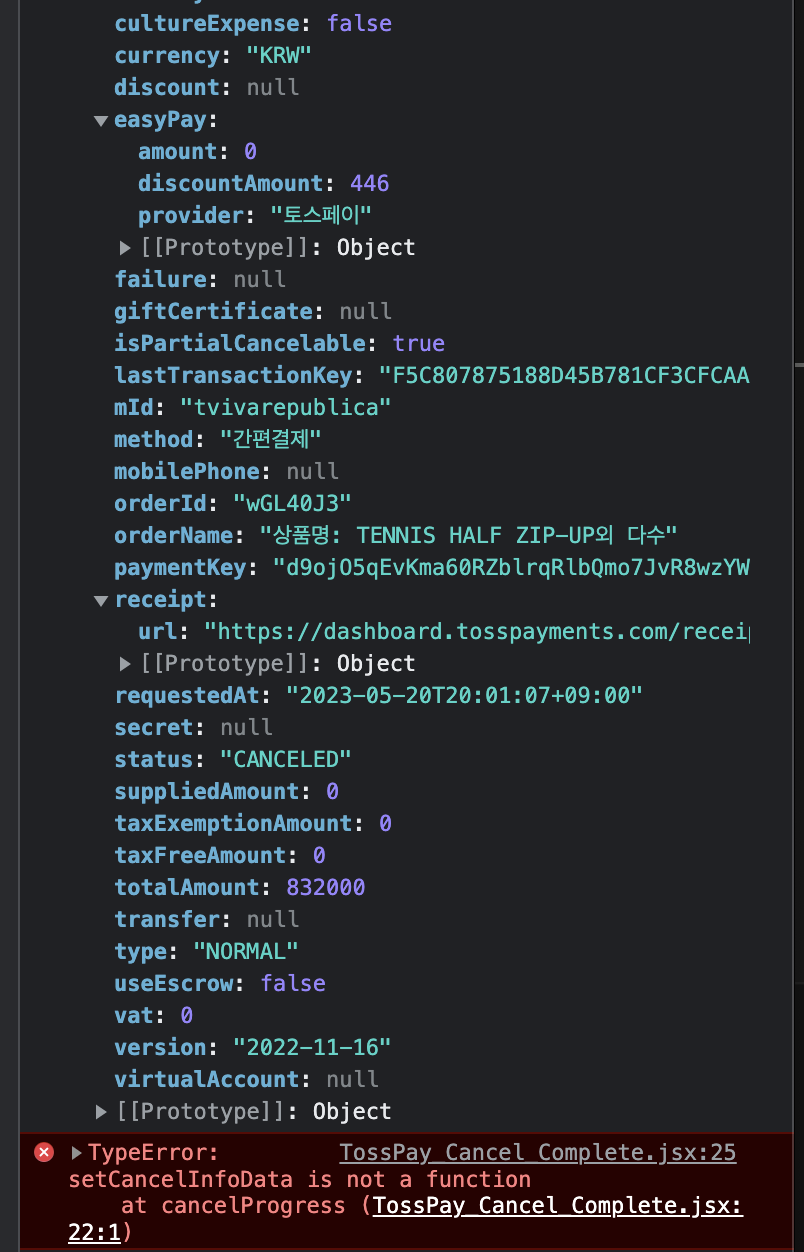 cultureExpense: false
currency: "KRW"
discount: null
easyPay:
amount: 0
discountAmount: 446
provider: "토스페이"
[[Prototype]]: Object
failure: null
giftCertificate: null
isPartialCancelable: true
lastTransactionKey: "F5C807875188D45B781CF3CFCAA
mId: "tvivarepublica"
method: "간편결제"
mobilePhone: null
orderId: "wGL40J3"
orderName: "상품명: TENNIS HALF ZIP-UP외 다수"
paymentKey: "d9ojO5qEvKma60RZblrqRlbQmo7JvR8wzYW
receipt:
url: "https://dashboard.tosspayments.com/recei
[[Prototype]]: Object
requestedAt: "2023-05-20T20:01:07+09:00"
secret: null
status: "CANCELED"
suppliedAmount: 0
taxExemptionAmount: 0
taxFreeAmount: 0
totalAmount: 832000
transfer: null
type: "NORMAL"
useEscrow: false
vat: 0
version: "2022-11-16"
virtualAccount: null
[[Prototype]]: Object
TypeError: TossPay_Cancel_Complete.jsx:25
setCancelInfoData is not a function
at cancelProgress (TossPay_Cancel_Complete.jsx:
22:1)